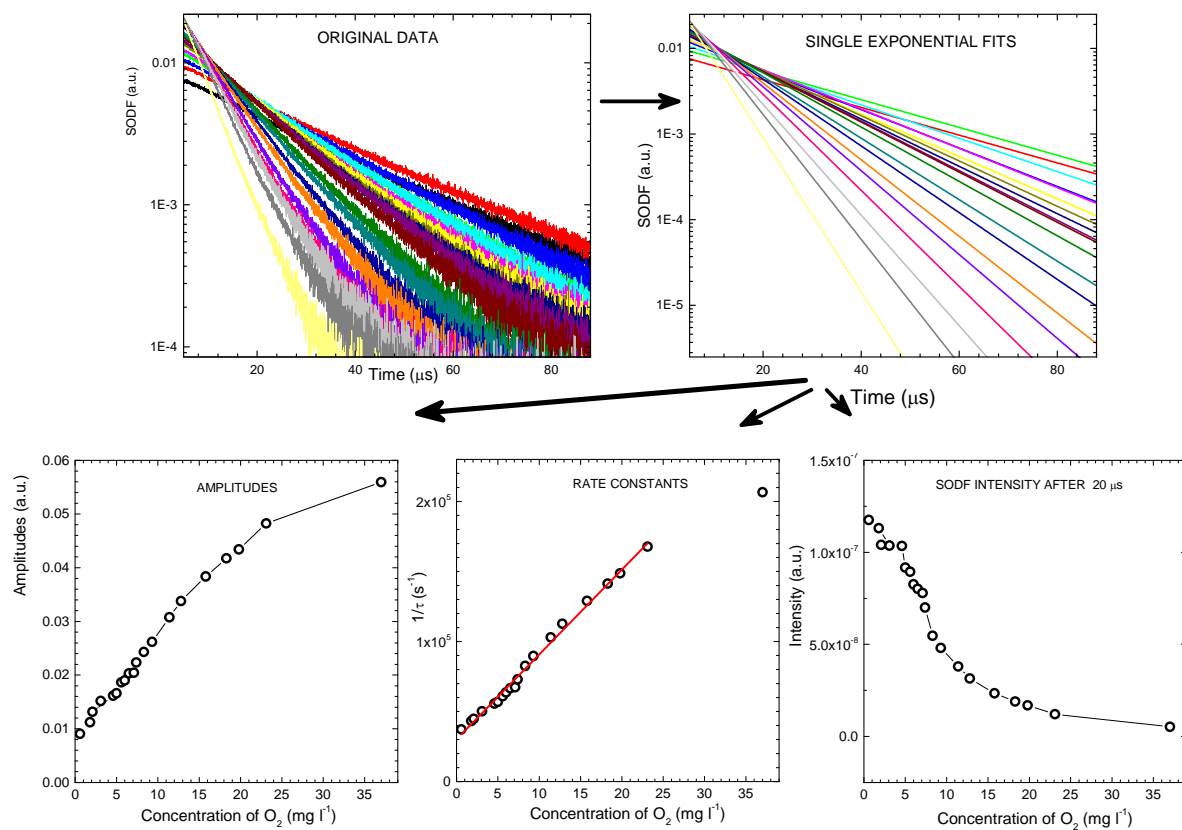 ORIGINAL DATA
SODF (a.u.)
0.01
1E-3
1E-4
20
40
60
80
Time (μs)
SINGLE EXPONENTIAL FITS
SODF (a.u.)
0.01
1E-3
1E-4
1E-5
20
40
60
80
Time (μs)
AMPLITUDES
Amplitudes (a.u.)
0.06
0.05
0.04
0.03
0.02
0.01
0.00
0
5
10
15
20
25
30
35
Concentration of O2 (mg l-1)
RATE CONSTANTS
1/τ (s-1)
2x10^5
1x10^5
0
0
5
10
15
20
25
30
35
Concentration of O2 (mg l-1)
SODF INTENSITY AFTER 20 μs
Intensity (a.u.)
1.5x10^-7
1.0x10^-7
5.0x10^-8
0.0
0
5
10
15
20
25
30
35
Concentration of O2 (mg l-1)